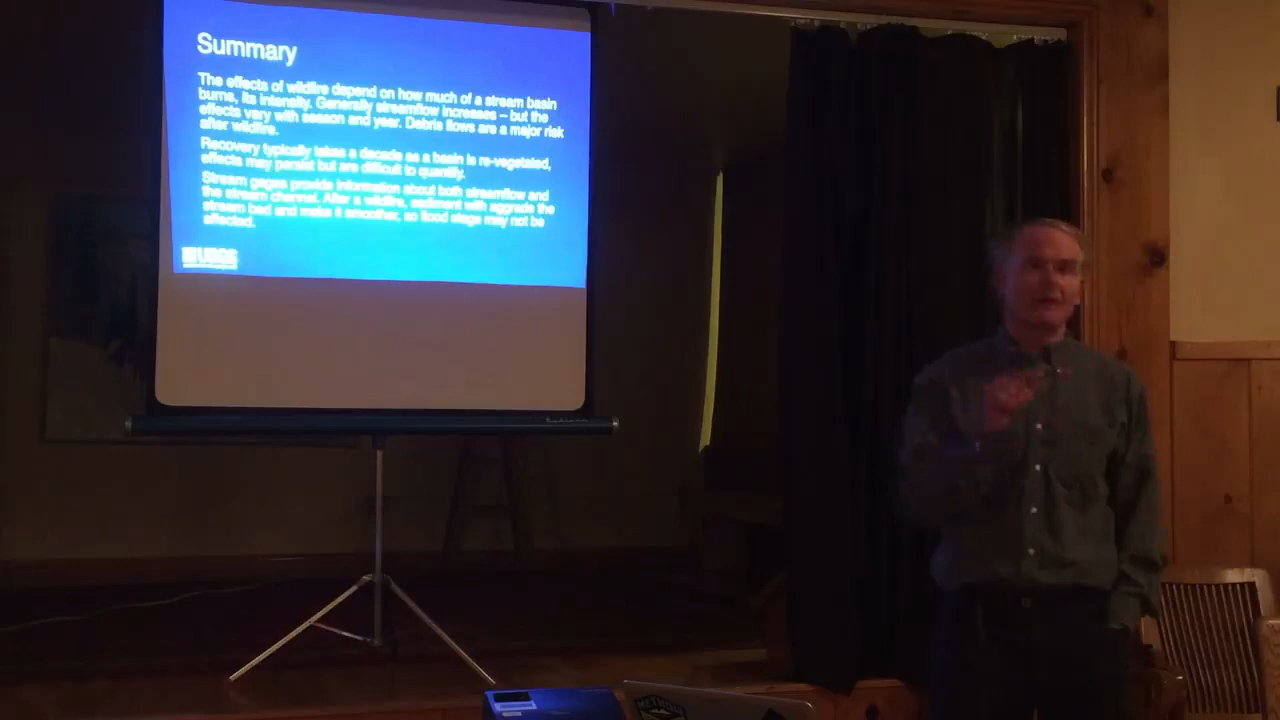 Summary
The effects of wildfire depend on how much of a stream basin
burns, its intensity. Generally streamflow increases – but the
effects vary with season and year. Debris flows are a major risk
after wildfire.
Recovery typically takes a decade as a basin is re-vegetated,
effects may persist but are difficult to quantify.
Stream gages provide information about both streamflow and
the stream channel. After a wildfire, sediment with aggrade the
stream bed and make it smoother, so flood stage may not be
affected.
USGS